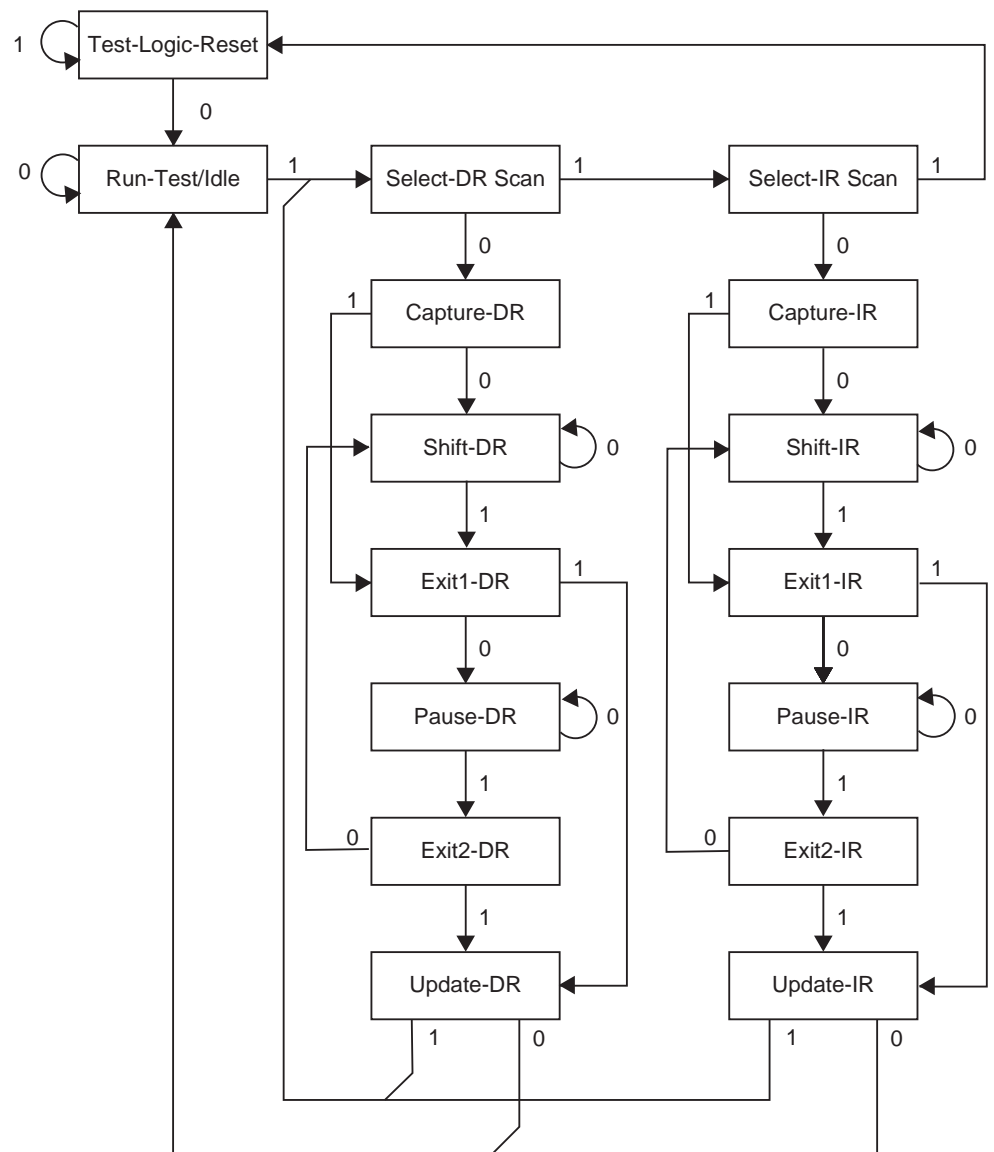 1
Test-Logic-Reset
0
0
Run-Test/Idle
1
Select-DR Scan
1
Select-IR Scan
1
0
0
1
Capture-DR
1
Capture-IR
0
0
Shift-DR
0
Shift-IR
0
1
1
Exit1-DR
1
Exit1-IR
1
0
0
Pause-DR
0
Pause-IR
0
1
1
0
Exit2-DR
0
Exit2-IR
1
1
Update-DR
Update-IR
1
0
1
0